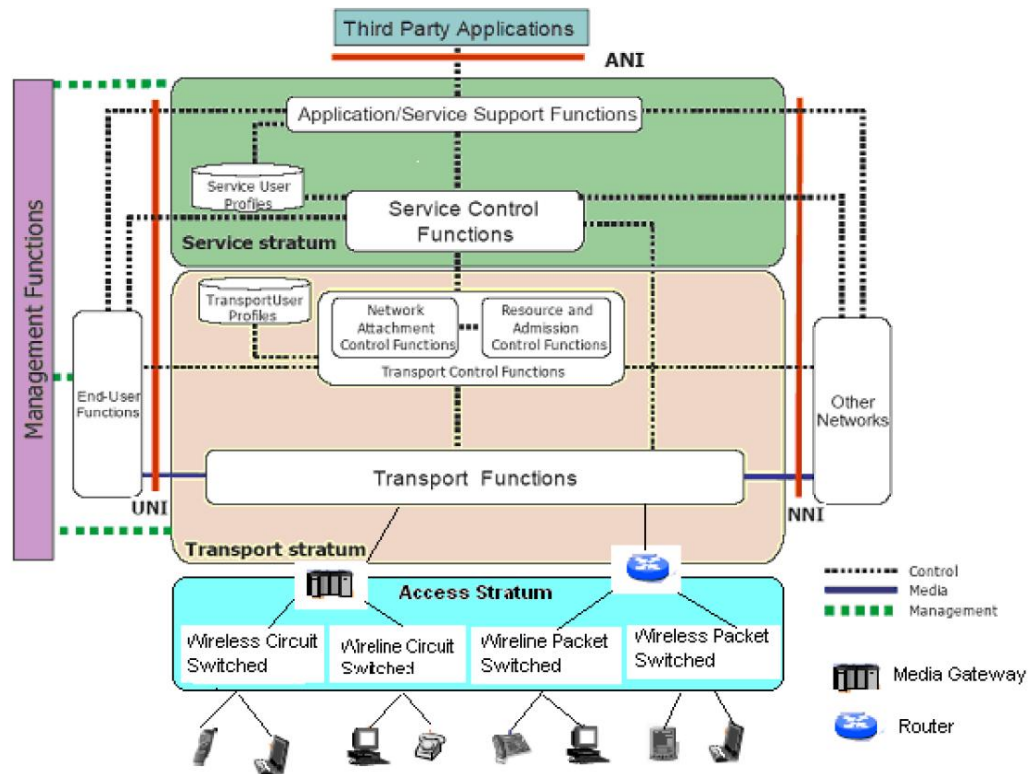 Third Party Applications
ANI
Application/Service Support Functions
Service User
Profiles
Service Control
Functions
Service stratum
Management Functions
TransportUser
Profiles
Network
Attachment
Control Functions
Resource and
Admission
Control Functions
Transport Control Functions
End-User
Functions
Other
Networks
Transport Functions
UNI
NNI
Transport stratum
Access Stratum
Control
Media
Management
Wireless Circuit
Switched
Wireline Circuit
Switched
Wireline Packet
Switched
Wireless Packet
Switched
Media Gateway
Router